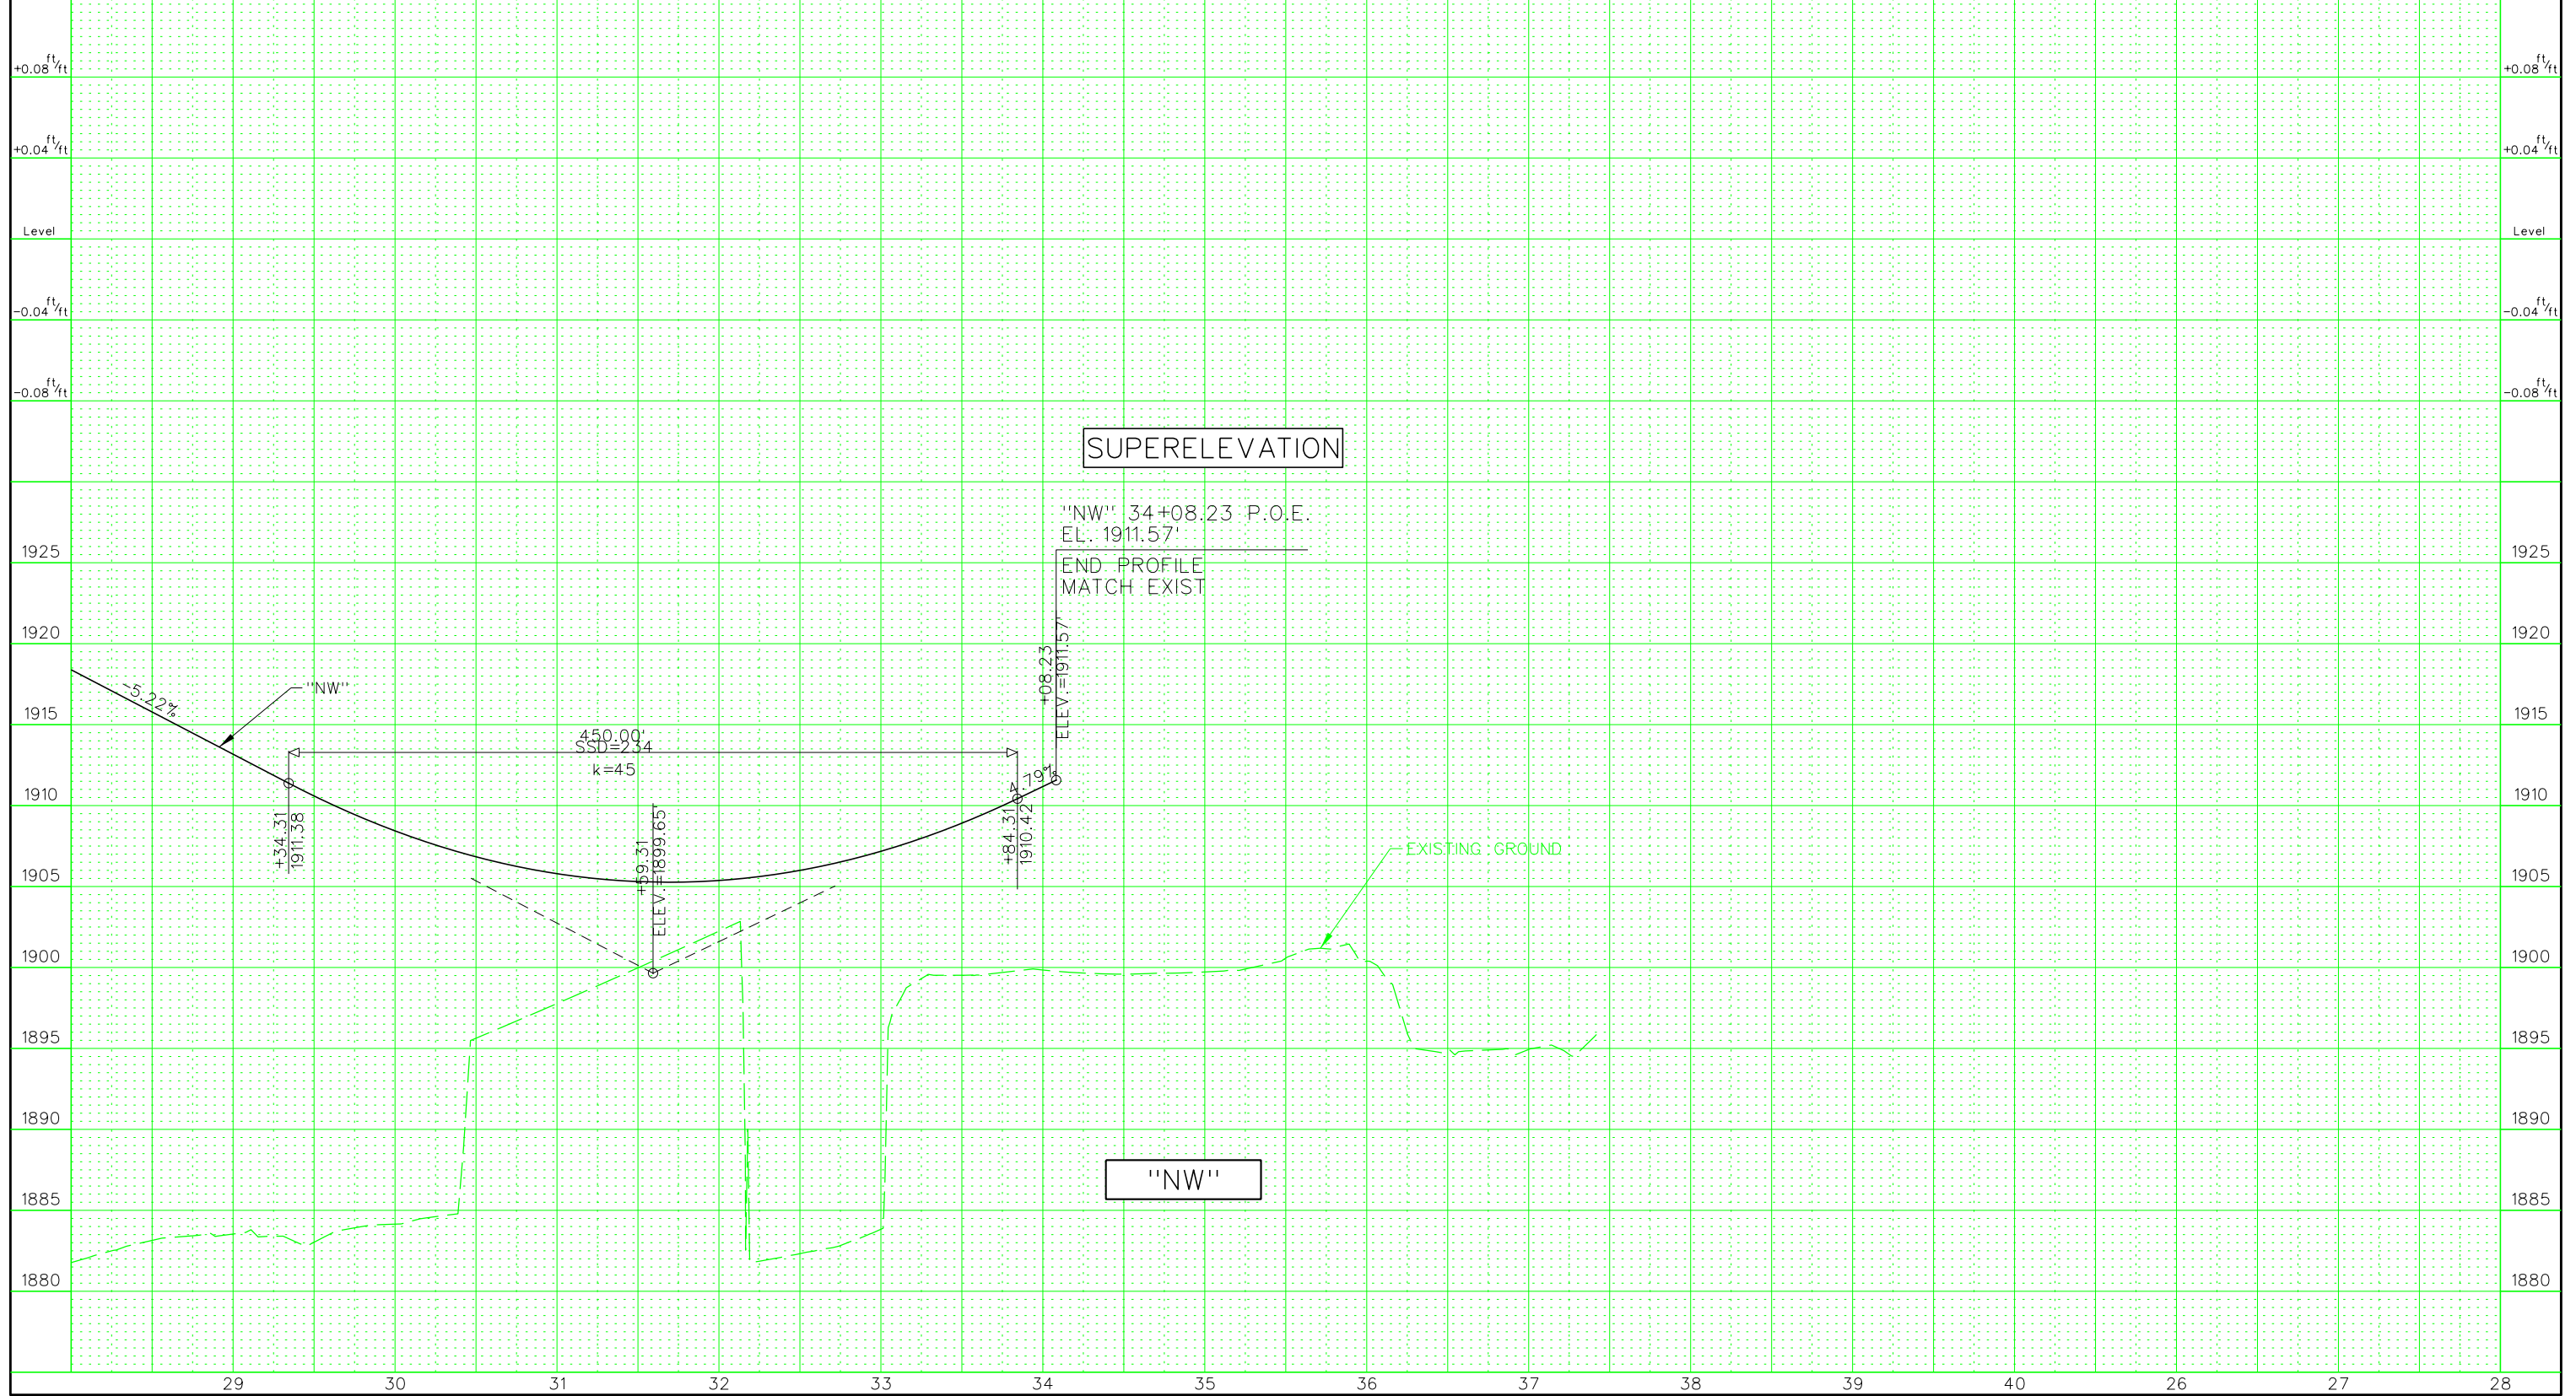 +0.08 ft/ft
+0.08 ft/ft
+0.04 ft/ft
+0.04 ft/ft
Level
Level
-0.04 ft/ft
-0.04 ft/ft
-0.08 ft/ft
-0.08 ft/ft
SUPERELEVATION
"NW" 34+08.23 P.O.E.
EL. 1911.57'
END PROFILE
MATCH EXIST
1925
1925
1920
1920
+08.23
ELEV.=1911.57'
-5.22%
"NW"
1915
1915
450.00'
SSD=234
k=45
4.79%
1910
1910
+34.31
1911.38
+59.31
ELEV.=1899.65'
+84.31
1910.42
EXISTING GROUND
1905
1905
1900
1900
1895
1895
1890
1890
"NW"
1885
1885
1880
1880
29 30 31 32 33 34 35 36 37 38 39 40 26 27 28